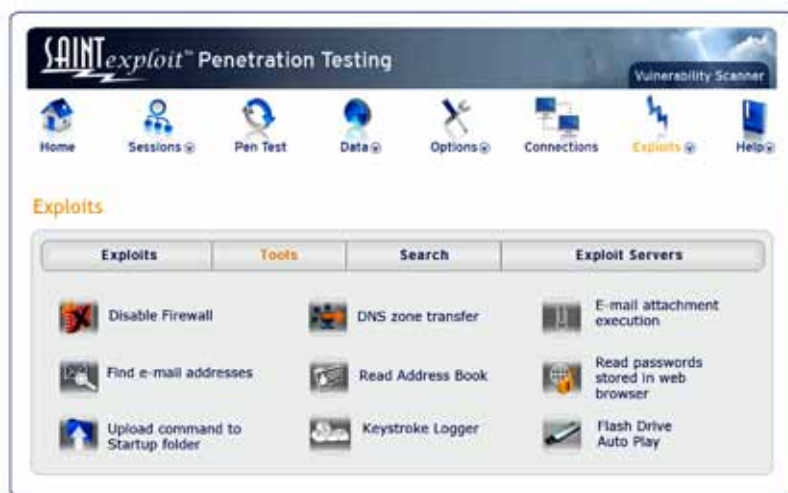 SAINTexploit™ Penetration Testing
Vulnerability Scanner
Home
Sessions
Pen Test
Data
Options
Connections
Exploits
Help
Exploits
Exploits
Tools
Search
Exploit Servers
Disable Firewall
DNS zone transfer
E-mail attachment
execution
Find e-mail addresses
Read Address Book
Read passwords
stored in web
browser
Upload command to
Startup folder
Keystroke Logger
Flash Drive
Auto Play